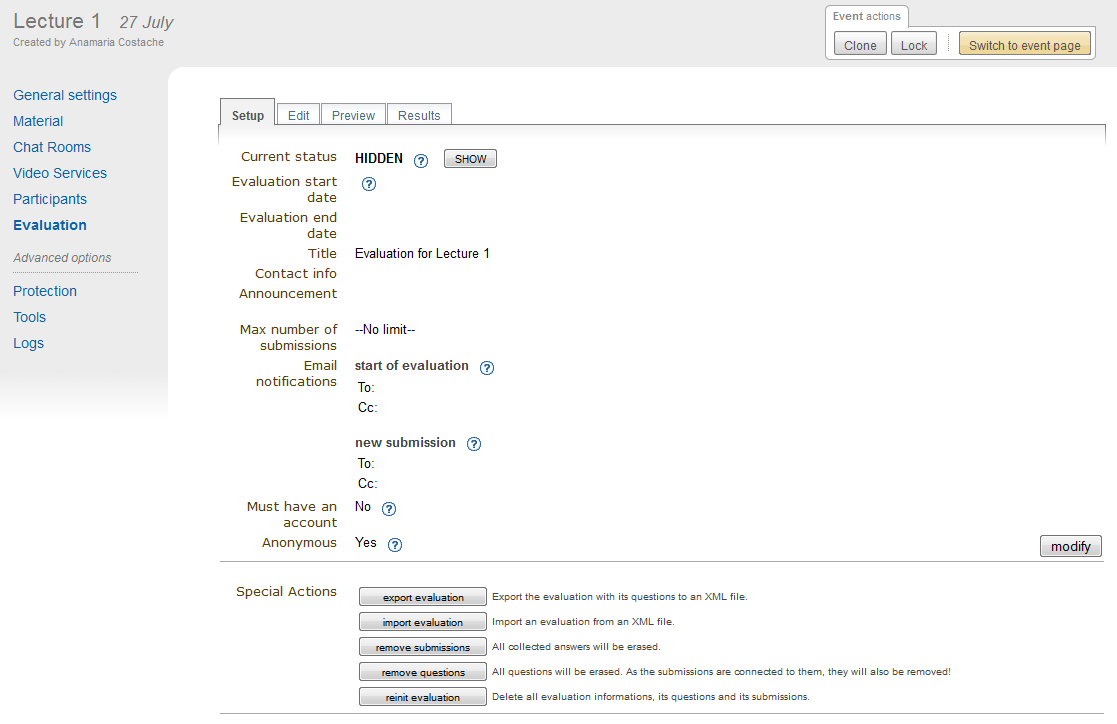 Lecture 1 27 July
Created by Anamaria Costache
Event actions
Clone Lock Switch to event page
General settings
Material
Chat Rooms
Video Services
Participants
Evaluation
Advanced options
Protection
Tools
Logs
Setup Edit Preview Results
Current status HIDDEN ? SHOW
Evaluation start ?
date
Evaluation end
date
Title Evaluation for Lecture 1
Contact info
Announcement
Max number of --No limit--
submissions
Email start of evaluation ?
notifications
To:
Cc:
new submission ?
To:
Cc:
Must have an No ?
account
Anonymous Yes ?
modify
Special Actions
export evaluation Export the evaluation with its questions to an XML file.
import evaluation Import an evaluation from an XML file.
remove submissions All collected answers will be erased.
remove questions All questions will be erased. As the submissions are connected to them, they will also be removed!
reinit evaluation Delete all evaluation informations, its questions and its submissions.